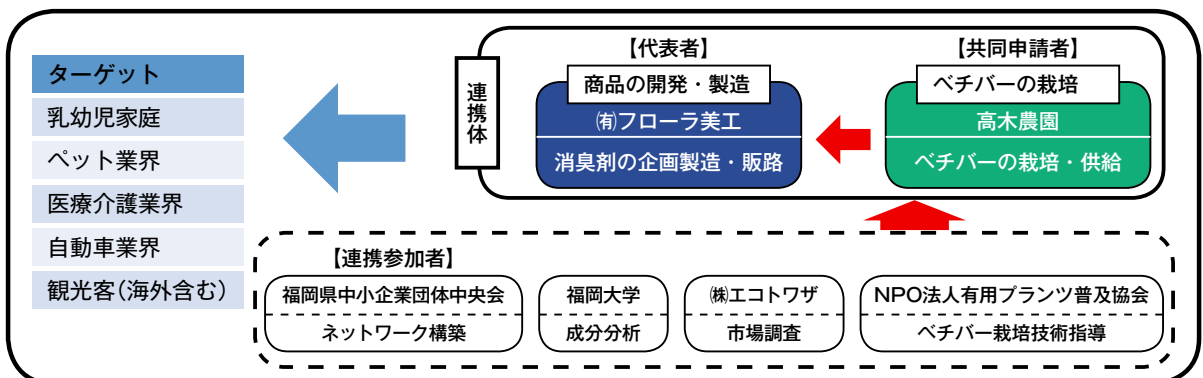 ターゲット
乳幼児家庭
ペット業界
医療介護業界
自動車業界
観光客(海外含む)
連携体
【代表者】
商品の開発・製造
㈲フローラ美工
消臭剤の企画製造・販路
【共同申請者】
ベチバーの栽培
高木農園
ベチバーの栽培・供給
【連携参加者】
福岡県中小企業団体中央会
ネットワーク構築
福岡大学
成分分析
㈱エコトワザ
市場調査
NPO法人有用プランツ普及協会
ベチバー栽培技術指導